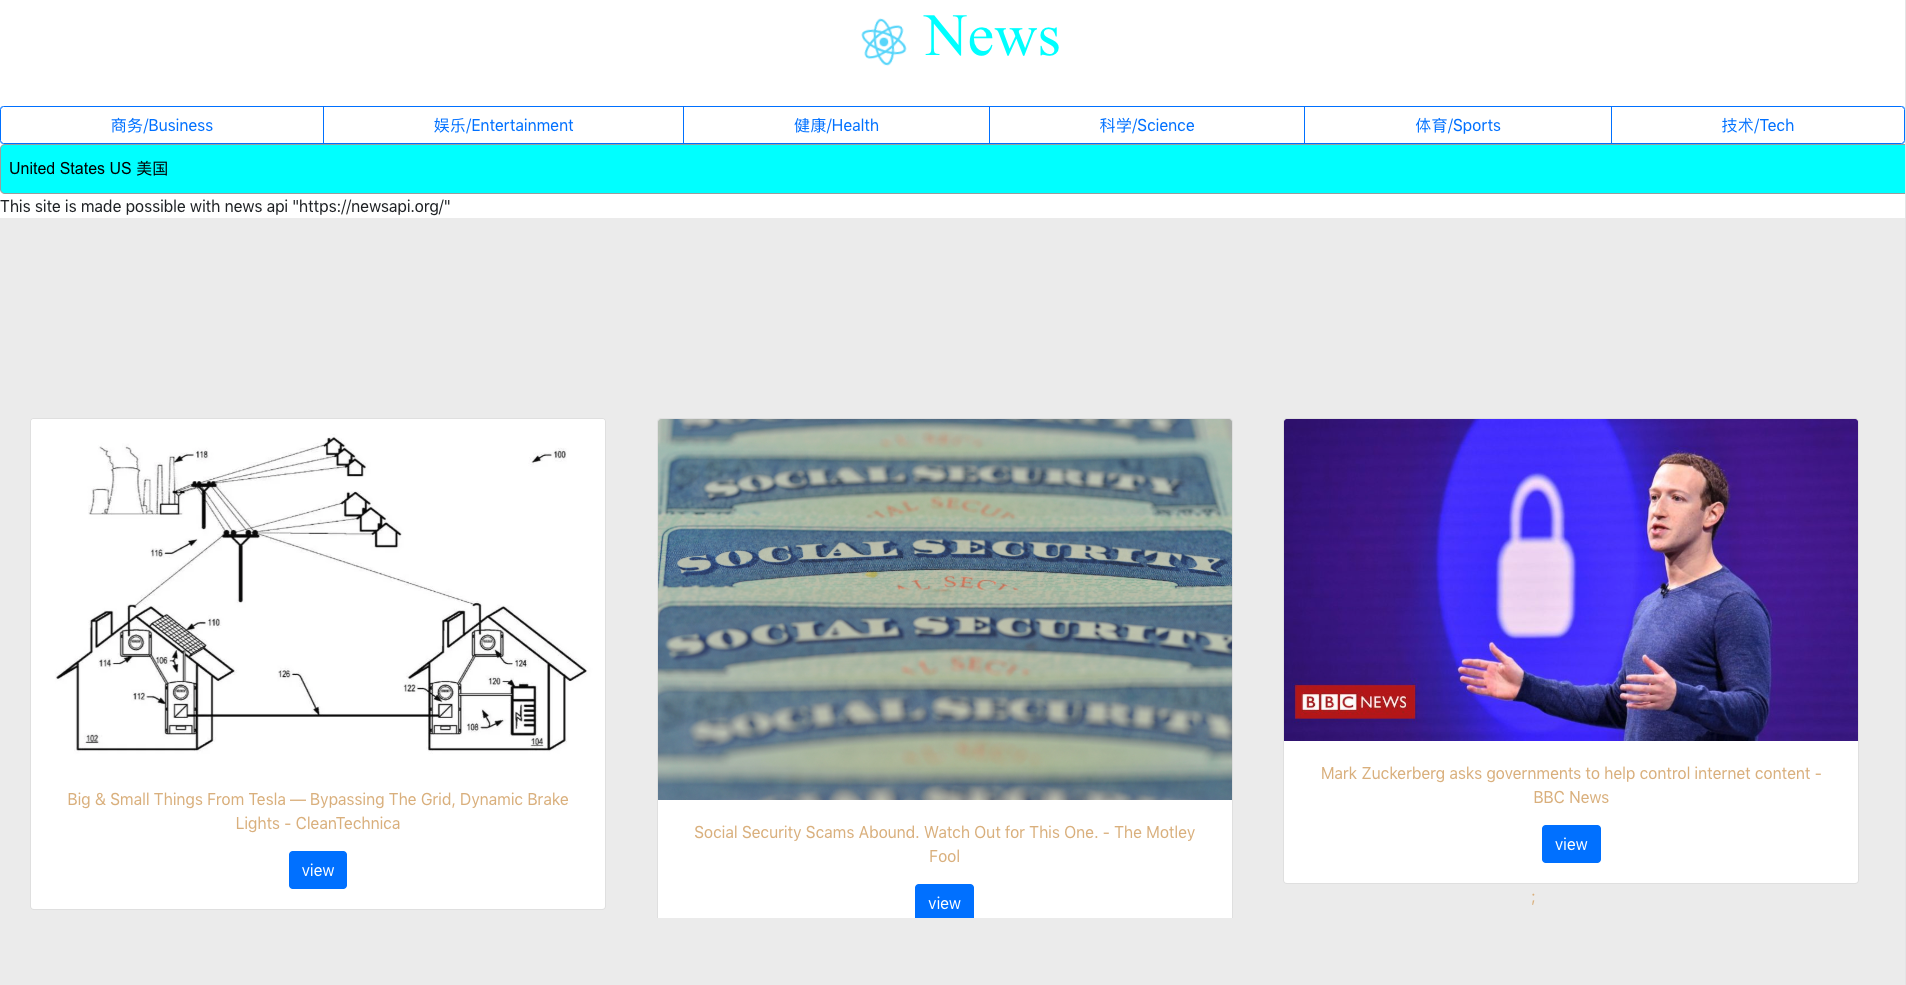 News
商务/Business
娱乐/Entertainment
健康/Health
科学/Science
体育/Sports
技术/Tech
United States US 美国
This site is made possible with news api "https://newsapi.org/"
118
100
116
110
114
106
112
126
124
122
120
108
102
104
Big & Small Things From Tesla — Bypassing The Grid, Dynamic Brake
Lights - CleanTechnica
view
SOCIAL SECURITY
SOCIAL SECURITY
SOCIAL SECURITY
SOCIAL SECURITY
Social Security Scams Abound. Watch Out for This One. - The Motley
Fool
view
BBC NEWS
Mark Zuckerberg asks governments to help control internet content -
BBC News
view
;